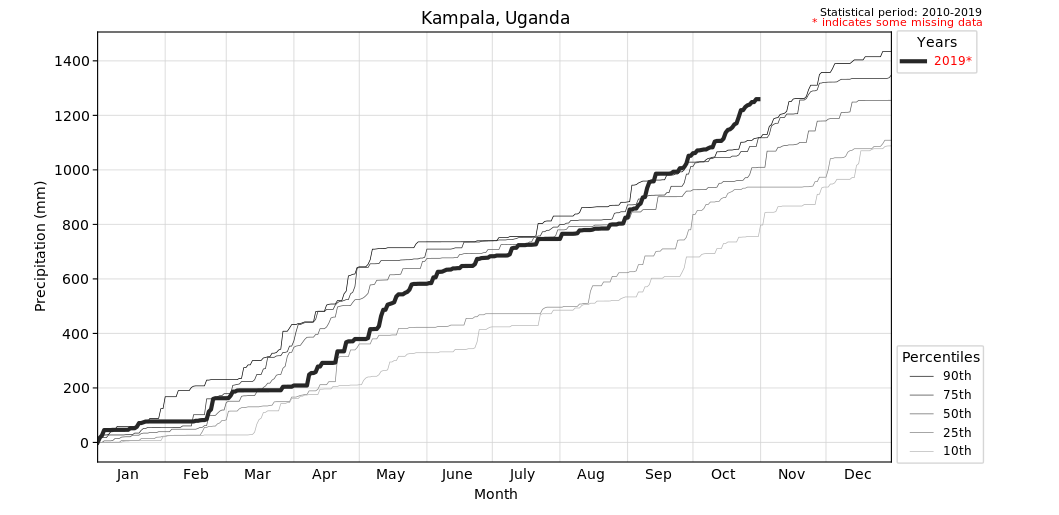 Kampala, Uganda
Statistical period: 2010-2019
* indicates some missing data
Years
2019*
Precipitation (mm)
1400
1200
1000
800
600
400
200
0
Jan Feb Mar Apr May June July Aug Sep Oct Nov Dec
Month
Percentiles
90th
75th
50th
25th
10th